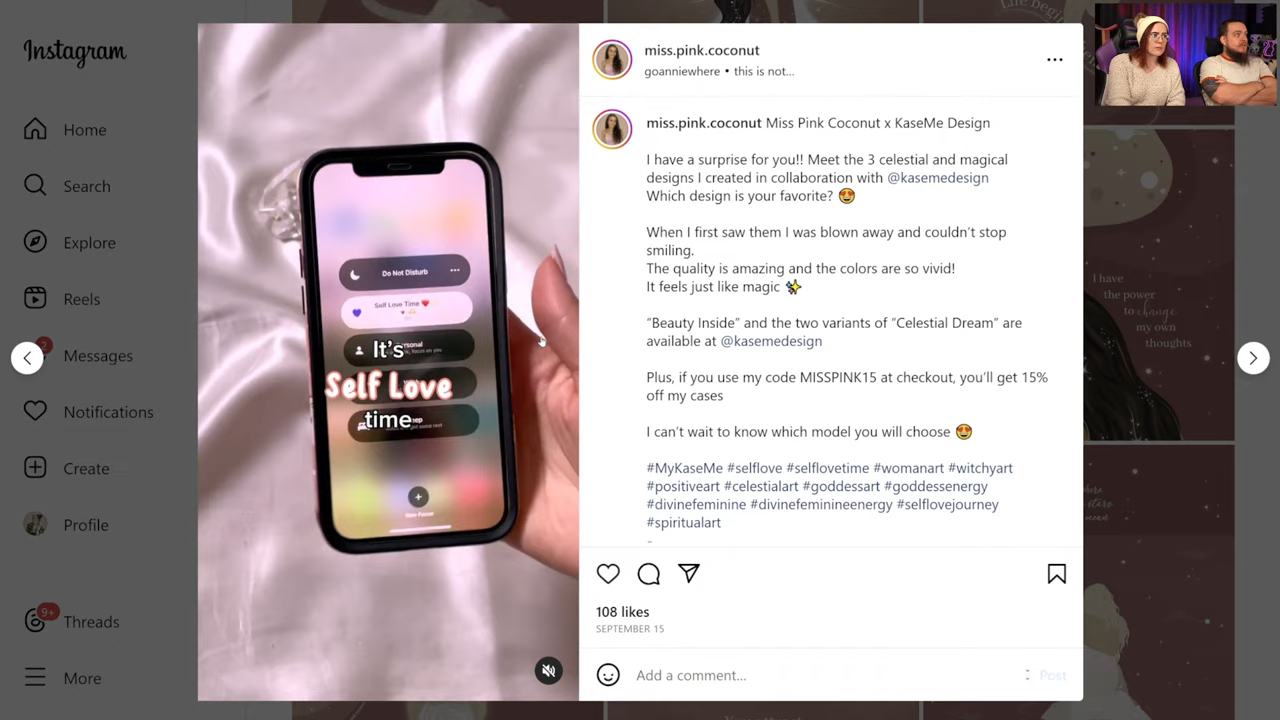 Instagram
Home
Search
Explore
Reels
2
Messages
Notifications
Create
Profile
9+
Threads
More
Do Not Disturb
Self Love Time
It's
Self Love
time
miss.pink.coconut
goanniewhere • this is not...
miss.pink.coconut Miss Pink Coconut x KaseMe Design
I have a surprise for you!! Meet the 3 celestial and magical
designs I created in collaboration with @kasemedesign
Which design is your favorite? 😍
When I first saw them I was blown away and couldn't stop
smiling.
The quality is amazing and the colors are so vivid!
It feels just like magic ✨
“Beauty Inside” and the two variants of “Celestial Dream” are
available at @kasemedesign
Plus, if you use my code MISSPINK15 at checkout, you'll get 15%
off my cases
I can't wait to know which model you will choose 😍
#MyKaseMe #selflove #selflovetime #womanart #witchyart
#positiveart #celestialart #goddessart #goddessenergy
#divinefeminine #divinefeminineenergy #selflovejourney
#spiritualart
108 likes
SEPTEMBER 15
Add a comment...
Post
I have
the power
to change
my own
thoughts